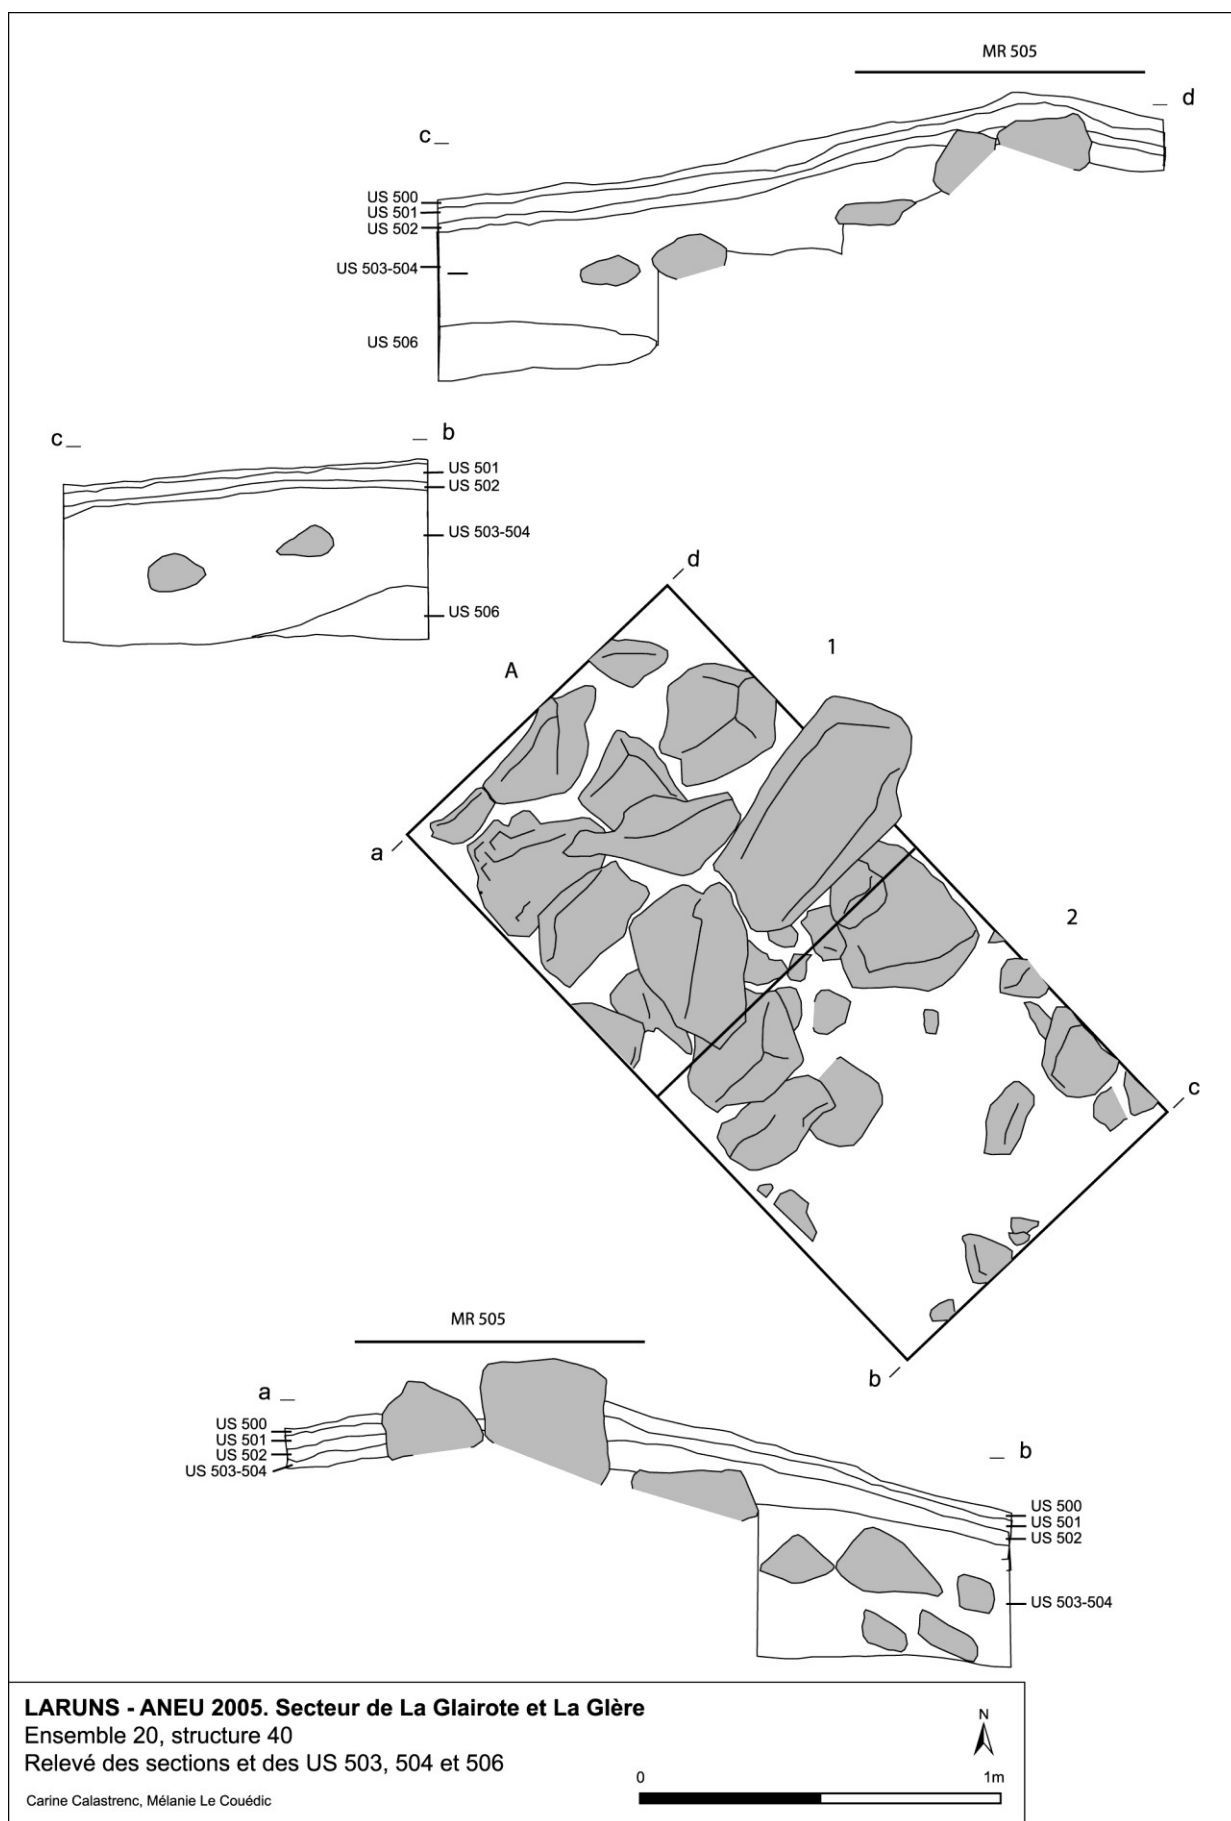 MR 505
d
c
US 500
US 501
US 502
US 503-504
US 506
c
b
US 501
US 502
US 503-504
US 506
d
1
A
a
2
c
b
MR 505
a
US 500
US 501
US 502
US 503-504
b
US 500
US 501
US 502
US 503-504
LARUNS - ANEU 2005. Secteur de La Glairote et La Glère
Ensemble 20, structure 40
Relevé des sections et des US 503, 504 et 506
Carine Calastrenc, Mélanie Le Couédic
N
0 1m